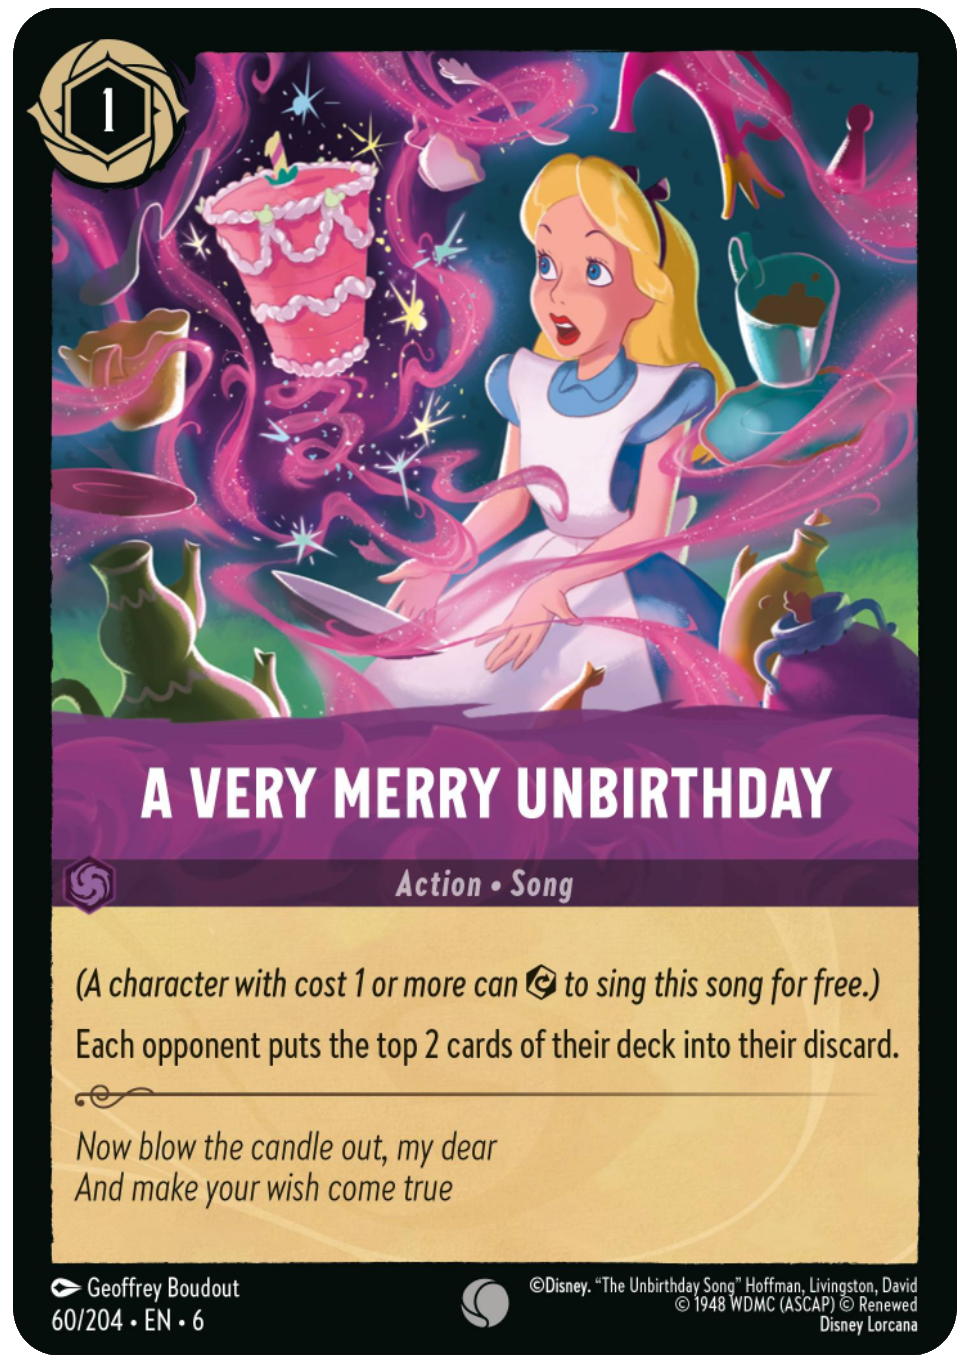 1
A VERY MERRY UNBIRTHDAY
Action • Song
(A character with cost 1 or more can to sing this song for free.)
Each opponent puts the top 2 cards of their deck into their discard.
Now blow the candle out, my dear
And make your wish come true
Geoffrey Boudout
60/204 • EN • 6
©Disney. “The Unbirthday Song” Hoffman, Livingston, David
© 1948 WDMC (ASCAP) © Renewed
Disney Lorcana